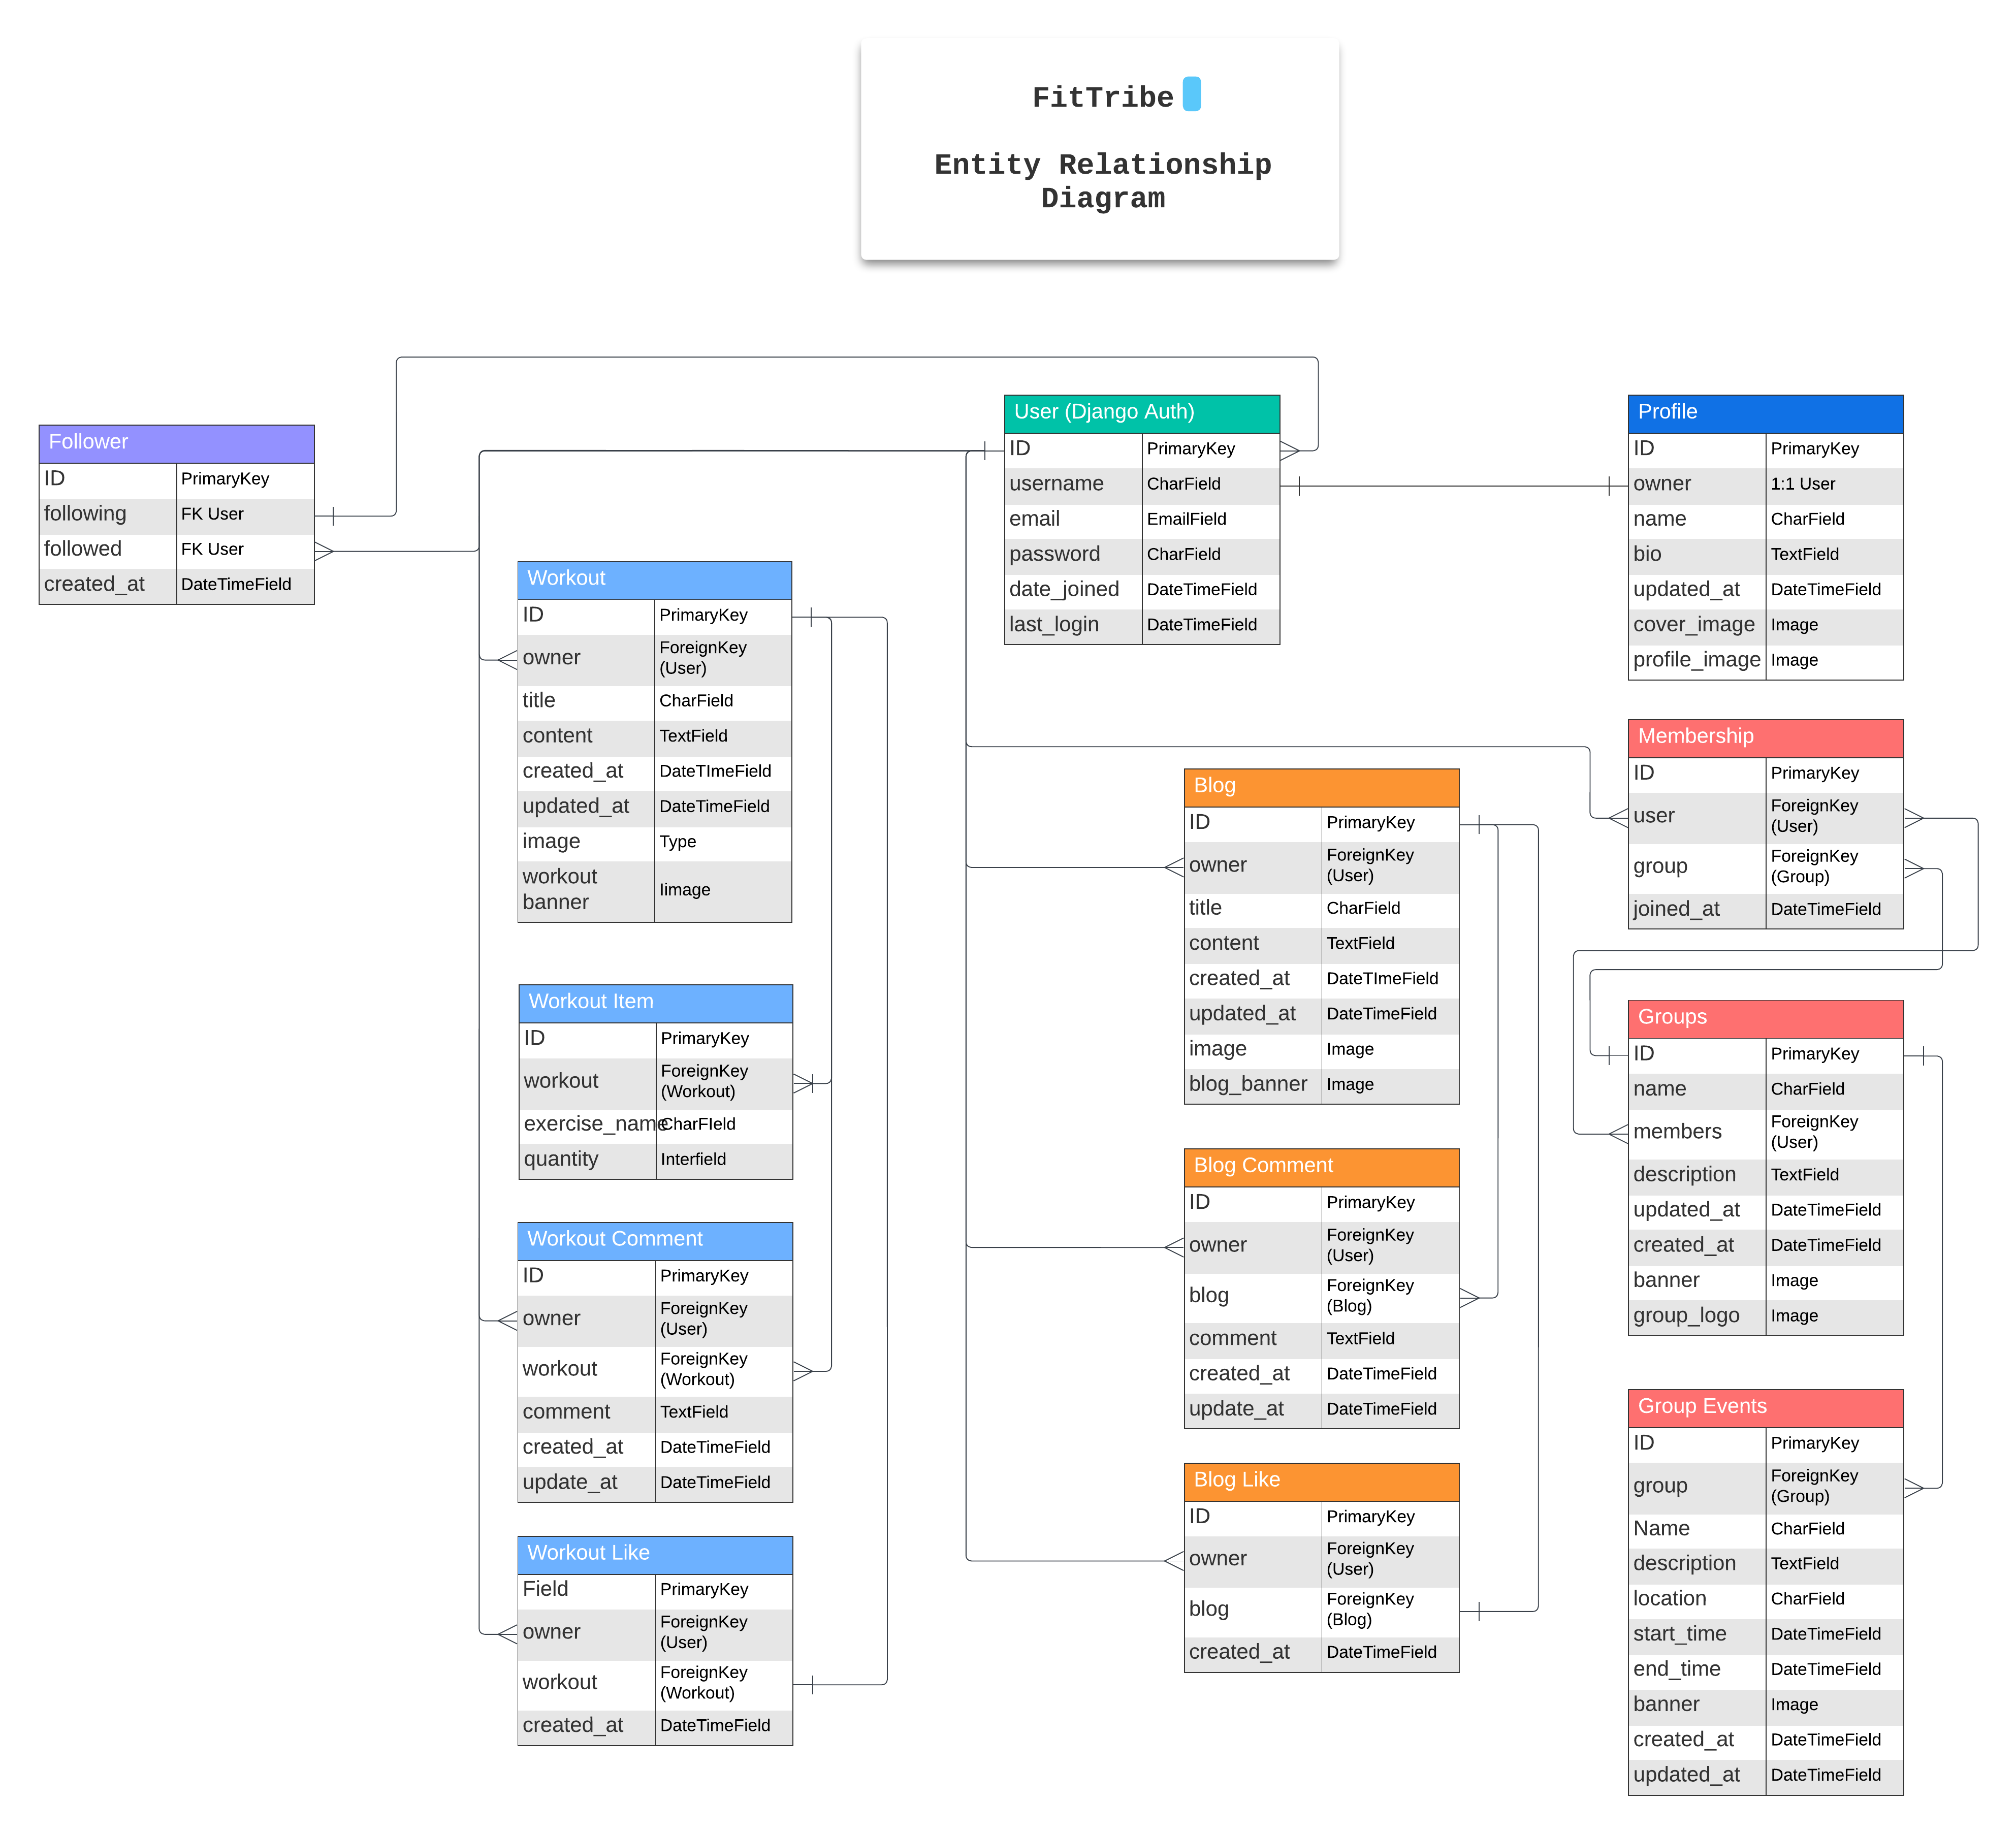 FitTribe
Entity Relationship
Diagram
Follower
ID PrimaryKey
following FK User
followed FK User
created_at DateTimeField
User (Django Auth)
ID PrimaryKey
username CharField
email EmailField
password CharField
date_joined DateTimeField
last_login DateTimeField
Profile
ID PrimaryKey
owner 1:1 User
name CharField
bio TextField
updated_at DateTimeField
cover_image Image
profile_image Image
Workout
ID PrimaryKey
owner ForeignKey
(User)
title CharField
content TextField
created_at DateTImeField
updated_at DateTimeField
image Type
workout
banner Iimage
Workout Item
ID PrimaryKey
workout ForeignKey
(Workout)
exercise_name CharFIeld
quantity Interfield
Workout Comment
ID PrimaryKey
owner ForeignKey
(User)
workout ForeignKey
(Workout)
comment TextField
created_at DateTimeField
update_at DateTimeField
Workout Like
Field PrimaryKey
owner ForeignKey
(User)
workout ForeignKey
(Workout)
created_at DateTimeField
Blog
ID PrimaryKey
owner ForeignKey
(User)
title CharField
content TextField
created_at DateTImeField
updated_at DateTimeField
image Image
blog_banner Image
Blog Comment
ID PrimaryKey
owner ForeignKey
(User)
blog ForeignKey
(Blog)
comment TextField
created_at DateTimeField
update_at DateTimeField
Blog Like
ID PrimaryKey
owner ForeignKey
(User)
blog ForeignKey
(Blog)
created_at DateTimeField
Membership
ID PrimaryKey
user ForeignKey
(User)
group ForeignKey
(Group)
joined_at DateTimeField
Groups
ID PrimaryKey
name CharField
members ForeignKey
(User)
description TextField
updated_at DateTimeField
created_at DateTimeField
banner Image
group_logo Image
Group Events
ID PrimaryKey
group ForeignKey
(Group)
Name CharField
description TextField
location CharField
start_time DateTimeField
end_time DateTimeField
banner Image
created_at DateTimeField
updated_at DateTimeField